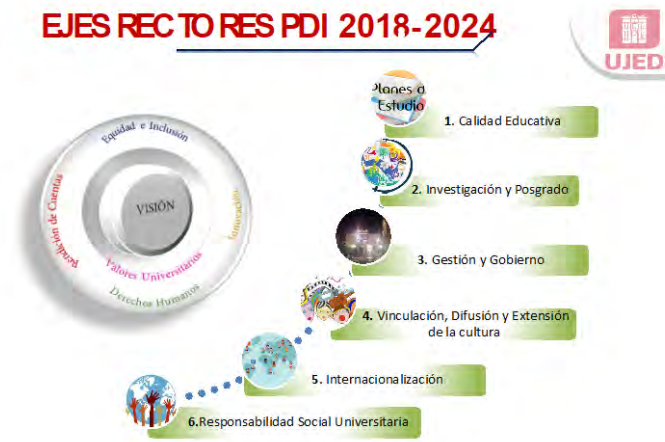 EJES RECTORES PDI 2018-2024
UJED
Planes d
Estudio
1. Calidad Educativa
2. Investigación y Posgrado
3. Gestión y Gobierno
4. Vinculación, Difusión y Extensión
de la cultura
5. Internacionalización
6.Responsabilidad Social Universitaria
Equidad e Inclusión
Rendición de Cuentas
Innovación
VISIÓN
Valores Universitarios
Derechos Humanos